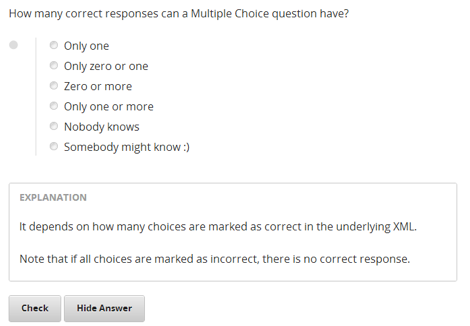 How many correct responses can a Multiple Choice question have?
Only one
Only zero or one
Zero or more
Only one or more
Nobody knows
Somebody might know :)
EXPLANATION
It depends on how many choices are marked as correct in the underlying XML.
Note that if all choices are marked as incorrect, there is no correct response.
Check
Hide Answer